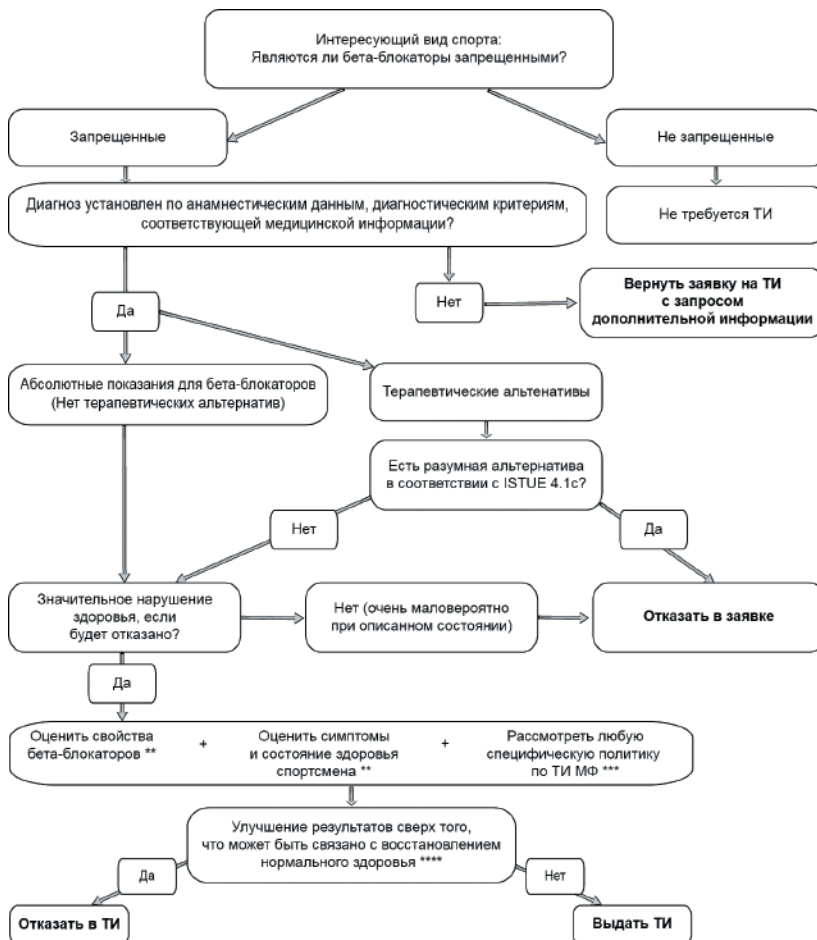 Интересующий вид спорта:
Являются ли бета-блокаторы запрещенными?
Запрещенные
Не запрещенные
Диагноз установлен по анамнестическим данным, диагностическим критериям,
соответствующей медицинской информации?
Не требуется ТИ
Да
Нет
Вернуть заявку на ТИ
с запросом
дополнительной информации
Абсолютные показания для бета-блокаторов
(Нет терапевтических альтернатив)
Терапевтические альтенативы
Есть разумная альтернатива
в соответствии с ISTUE 4.1c?
Нет
Да
Значительное нарушение
здоровья, если
будет отказано?
Нет (очень маловероятно
при описанном состоянии)
Отказать в заявке
Да
Оценить свойства
бета-блокаторов **
+
Оценить симптомы
и состояние здоровья
спортсмена **
+
Рассмотреть любую
специфическую политику
по ТИ МФ ***
Улучшение результатов сверх того,
что может быть связано с восстановлением
нормального здоровья ****
Да
Нет
Отказать в ТИ
Выдать ТИ